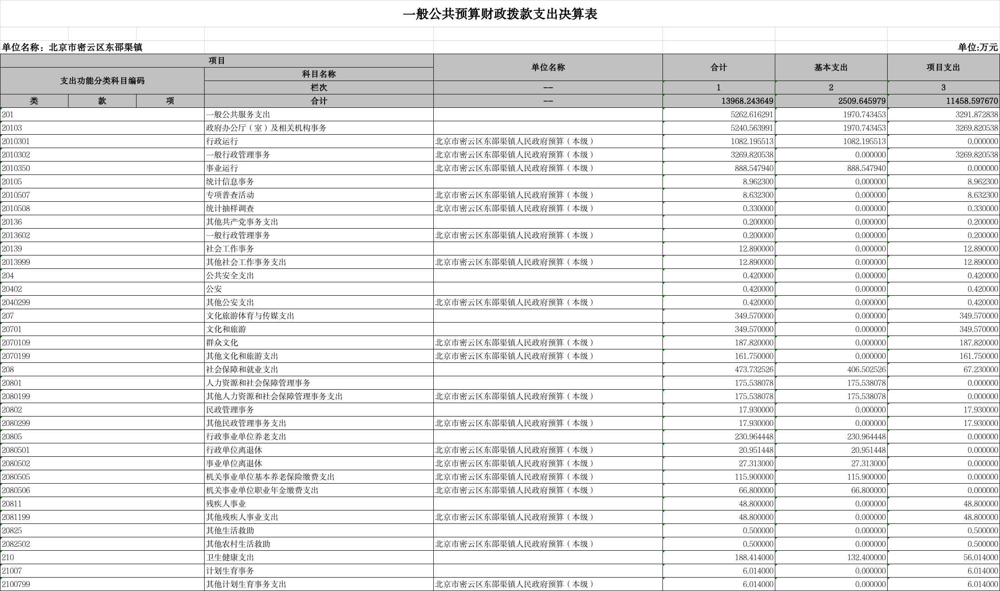 一般公共预算财政拨款支出决算表
单位名称：北京市密云区东邵渠镇 单位:万元
项目 单位名称 合计 基本支出 项目支出
支出功能分类科目编码 科目名称
栏次 -- 1 2 3
类 款 项 合计 -- 13968.243649 2509.645979 11458.597670
201 一般公共服务支出 5262.616291 1970.743453 3291.872838
20103 政府办公厅（室）及相关机构事务 5240.563991 1970.743453 3269.820538
2010301 行政运行 北京市密云区东邵渠镇人民政府预算（本级） 1082.195513 1082.195513 0.000000
2010302 一般行政管理事务 北京市密云区东邵渠镇人民政府预算（本级） 3269.820538 0.000000 3269.820538
2010350 事业运行 北京市密云区东邵渠镇人民政府预算（本级） 888.547940 888.547940 0.000000
20105 统计信息事务 8.962300 0.000000 8.962300
2010507 专项普查活动 北京市密云区东邵渠镇人民政府预算（本级） 8.632300 0.000000 8.632300
2010508 统计抽样调查 北京市密云区东邵渠镇人民政府预算（本级） 0.330000 0.000000 0.330000
20136 其他共产党事务支出 0.200000 0.000000 0.200000
2013602 一般行政管理事务 北京市密云区东邵渠镇人民政府预算（本级） 0.200000 0.000000 0.200000
20139 社会工作事务 12.890000 0.000000 12.890000
2013999 其他社会工作事务支出 北京市密云区东邵渠镇人民政府预算（本级） 12.890000 0.000000 12.890000
204 公共安全支出 0.420000 0.000000 0.420000
20402 公安 0.420000 0.000000 0.420000
2040299 其他公安支出 北京市密云区东邵渠镇人民政府预算（本级） 0.420000 0.000000 0.420000
207 文化旅游体育与传媒支出 349.570000 0.000000 349.570000
20701 文化和旅游 349.570000 0.000000 349.570000
2070109 群众文化 北京市密云区东邵渠镇人民政府预算（本级） 187.820000 0.000000 187.820000
2070199 其他文化和旅游支出 北京市密云区东邵渠镇人民政府预算（本级） 161.750000 0.000000 161.750000
208 社会保障和就业支出 473.732526 406.502526 67.230000
20801 人力资源和社会保障管理事务 175.538078 175.538078 0.000000
2080199 其他人力资源和社会保障管理事务支出 北京市密云区东邵渠镇人民政府预算（本级） 175.538078 175.538078 0.000000
20802 民政管理事务 17.930000 0.000000 17.930000
2080299 其他民政管理事务支出 北京市密云区东邵渠镇人民政府预算（本级） 17.930000 0.000000 17.930000
20805 行政事业单位养老支出 230.964448 230.964448 0.000000
2080501 行政单位离退休 北京市密云区东邵渠镇人民政府预算（本级） 20.951448 20.951448 0.000000
2080502 事业单位离退休 北京市密云区东邵渠镇人民政府预算（本级） 27.313000 27.313000 0.000000
2080505 机关事业单位基本养老保险缴费支出 北京市密云区东邵渠镇人民政府预算（本级） 115.900000 115.900000 0.000000
2080506 机关事业单位职业年金缴费支出 北京市密云区东邵渠镇人民政府预算（本级） 66.800000 66.800000 0.000000
20811 残疾人事业 48.800000 0.000000 48.800000
2081199 其他残疾人事业支出 北京市密云区东邵渠镇人民政府预算（本级） 48.800000 0.000000 48.800000
20825 其他生活救助 0.500000 0.000000 0.500000
2082502 其他农村生活救助 北京市密云区东邵渠镇人民政府预算（本级） 0.500000 0.000000 0.500000
210 卫生健康支出 188.414000 132.400000 56.014000
21007 计划生育事务 6.014000 0.000000 6.014000
2100799 其他计划生育事务支出 北京市密云区东邵渠镇人民政府预算（本级） 6.014000 0.000000 6.014000